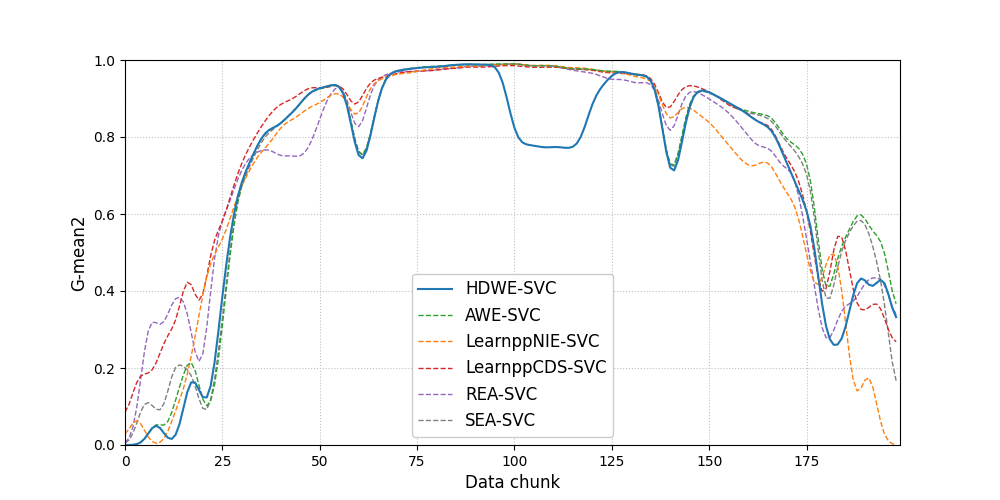 1.0
0.8
0.6
0.4
0.2
0.0
G-mean2
HDWE-SVC
AWE-SVC
LearnppNIE-SVC
LearnppCDS-SVC
REA-SVC
SEA-SVC
0 25 50 75 100 125 150 175
Data chunk